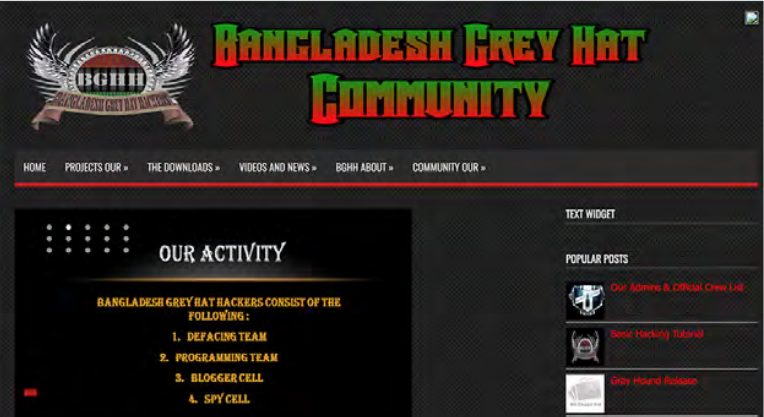 BANGLADESH GREY HAT
COMMUNITY
BGHH
BANGLADESH GREY HAT HACKERS
HOME PROJECTS OUR » THE DOWNLOADS » VIDEOS AND NEWS » BGHH ABOUT » COMMUNITY OUR »
OUR ACTIVITY
BANGLADESH GREY HAT HACKERS CONSIST OF THE
FOLLOWING :
1. DEFACING TEAM
2. PROGRAMMING TEAM
3. BLOGGER CELL
4. SPY CELL
TEXT WIDGET
POPULAR POSTS
Our Admins & Official Crew List
Basic Hacking Tutorial
Gray Hound Release